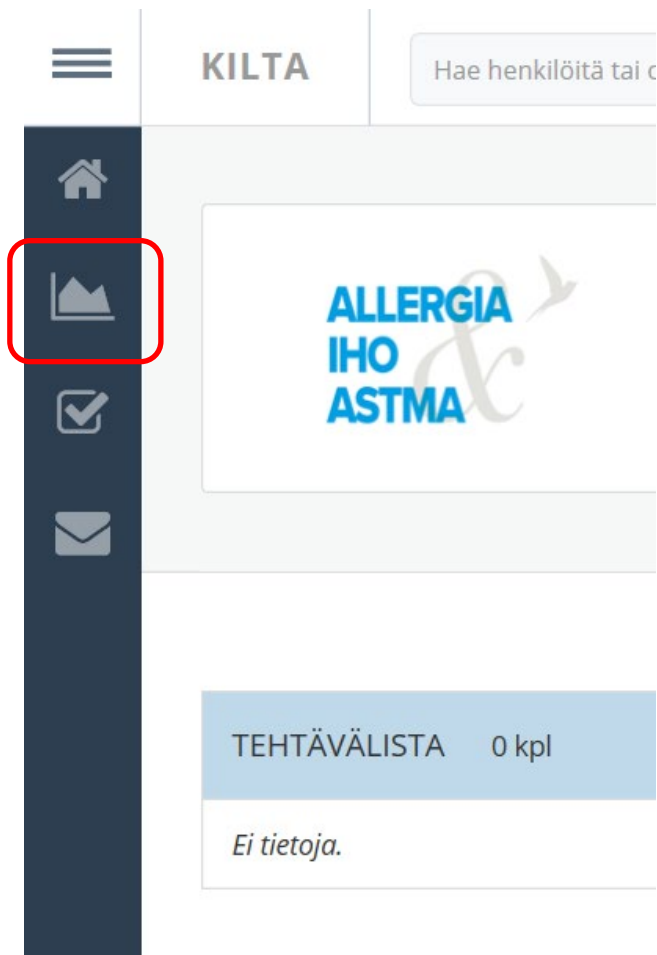 KILTA
Hae henkilöitä tai
ALLERGIA
IHO &
ASTMA
TEHTÄVÄLISTA 0 kpl
Ei tietoja.